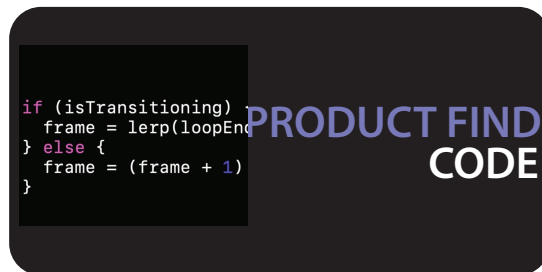 if (isTransitioning) {
  frame = lerp(loopEnd
} else {
  frame = (frame + 1)
}
PRODUCT FIND
CODE